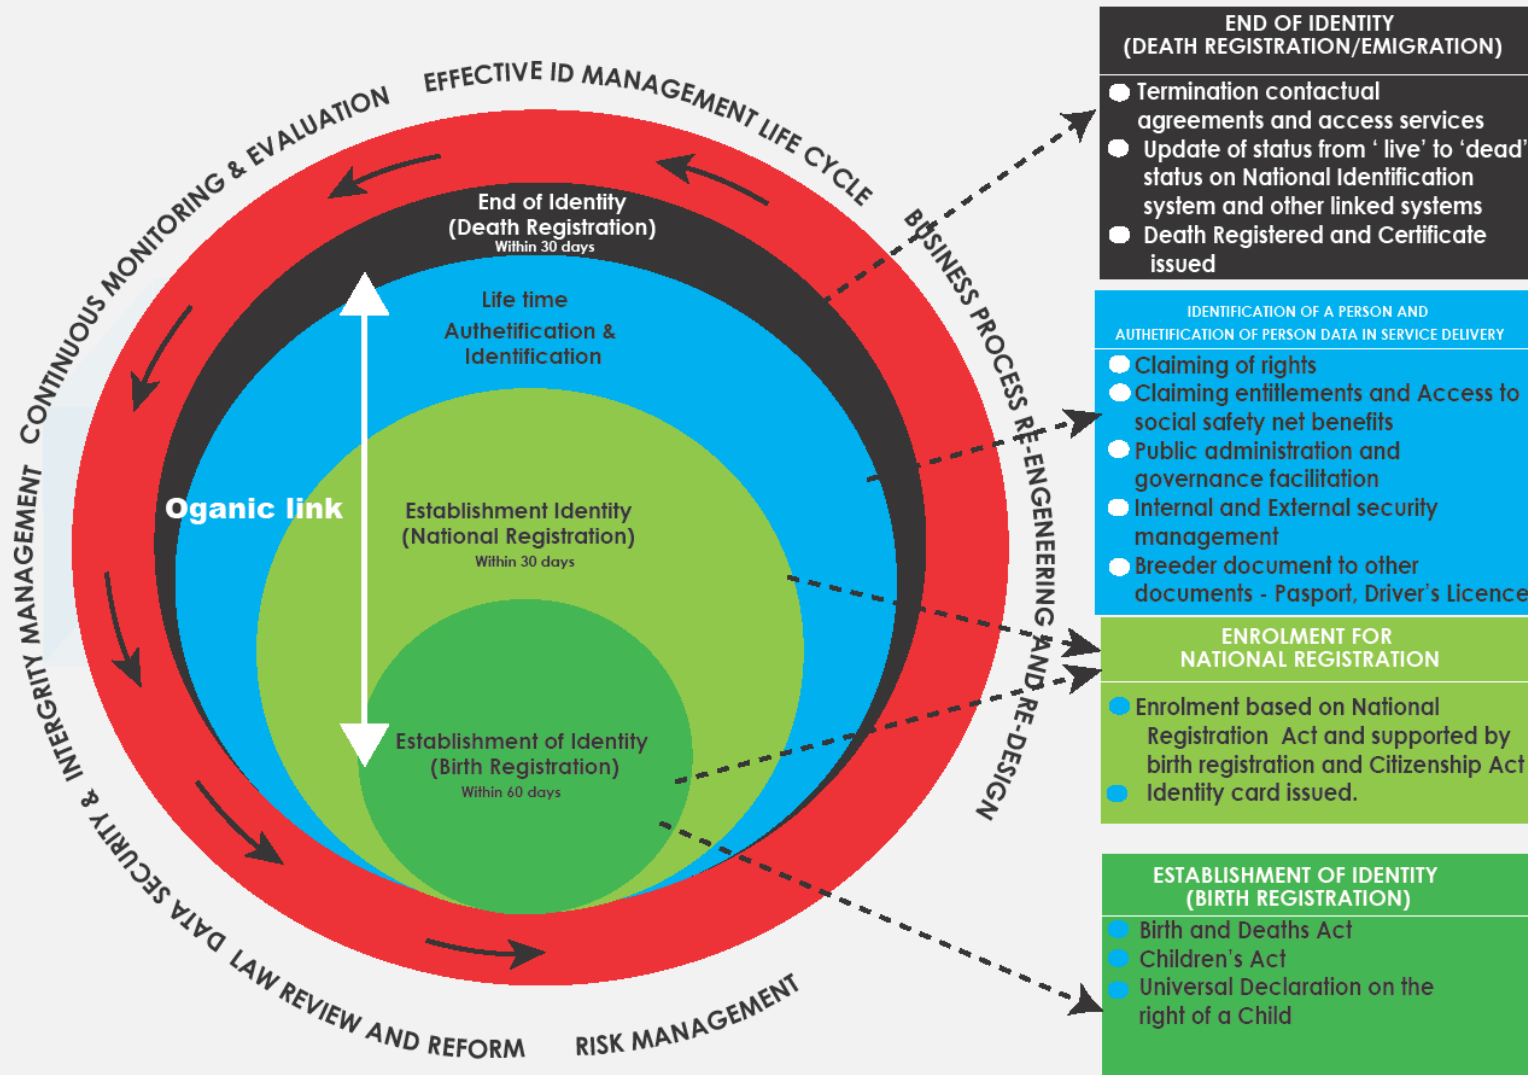 EFFECTIVE ID MANAGEMENT LIFE CYCLE
BUSINESS PROCESS RE-ENGENEERING AND RE-DESIGN
RISK MANAGEMENT
LAW REVIEW AND REFORM
DATA SECURITY & INTERGRITY MANAGEMENT
CONTINUOUS MONITORING & EVALUATION
End of Identity
(Death Registration)
Within 30 days
Life time
Authetification &
Identification
Oganic link
Establishment Identity
(National Registration)
Within 30 days
Establishment of Identity
(Birth Registration)
Within 60 days
END OF IDENTITY
(DEATH REGISTRATION/EMIGRATION)
Termination contactual
agreements and access services
Update of status from ‘ live’ to ‘dead’
status on National Identification
system and other linked systems
Death Registered and Certificate
issued
IDENTIFICATION OF A PERSON AND
AUTHETIFICATION OF PERSON DATA IN SERVICE DELIVERY
Claiming of rights
Claiming entitlements and Access to
social safety net benefits
Public administration and
governance facilitation
Internal and External security
management
Breeder document to other
documents - Pasport, Driver’s Licence
ENROLMENT FOR
NATIONAL REGISTRATION
Enrolment based on National
Registration Act and supported by
birth registration and Citizenship Act
Identity card issued.
ESTABLISHMENT OF IDENTITY
(BIRTH REGISTRATION)
Birth and Deaths Act
Children’s Act
Universal Declaration on the
right of a Child